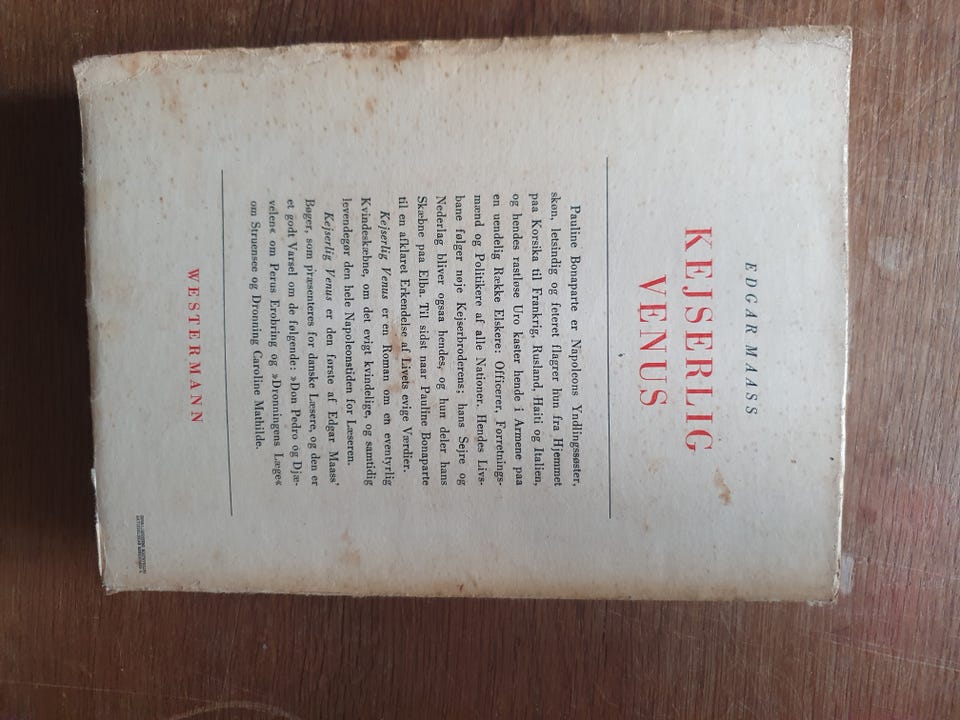 EDGAR MAASS
KEJSERLIG
VENUS
Pauline Bonaparte er Napoleons Yndlingssøster,
skøn, letsindig og feteret flagrer hun fra Hjemmet
paa Korsika til Frankrig, Rusland, Haiti og Italien,
og hendes rastløse Uro kaster hende i Armene paa
en uendelig Række Elskere: Officerer, Forretnings-
mænd og Politikere af alle Nationer. Hendes Livs-
bane følger nøje Kejserbroderens; hans Sejre og
Nederlag bliver ogsaa hendes, og hun deler hans
Skæbne paa Elba. Til sidst naar Pauline Bonaparte
til en afklaret Erkendelse af Livets evige Værdier.
Kejserlig Venus er en Roman om en eventyrlig
Kvindeskæbne, om det evigt kvindelige, og samtidig
levendegør den hele Napoleonstiden for Læseren.
Kejserlig Venus er den første af Edgar Maass'
Bøger, som præsenteres for danske Læsere, og den er
et godt Varsel om de følgende: »Don Pedro og Djæ-
velen« om Perus Erobring og »Dronningens Læge«
om Struensee og Dronning Caroline Mathilde.
WESTERMANN